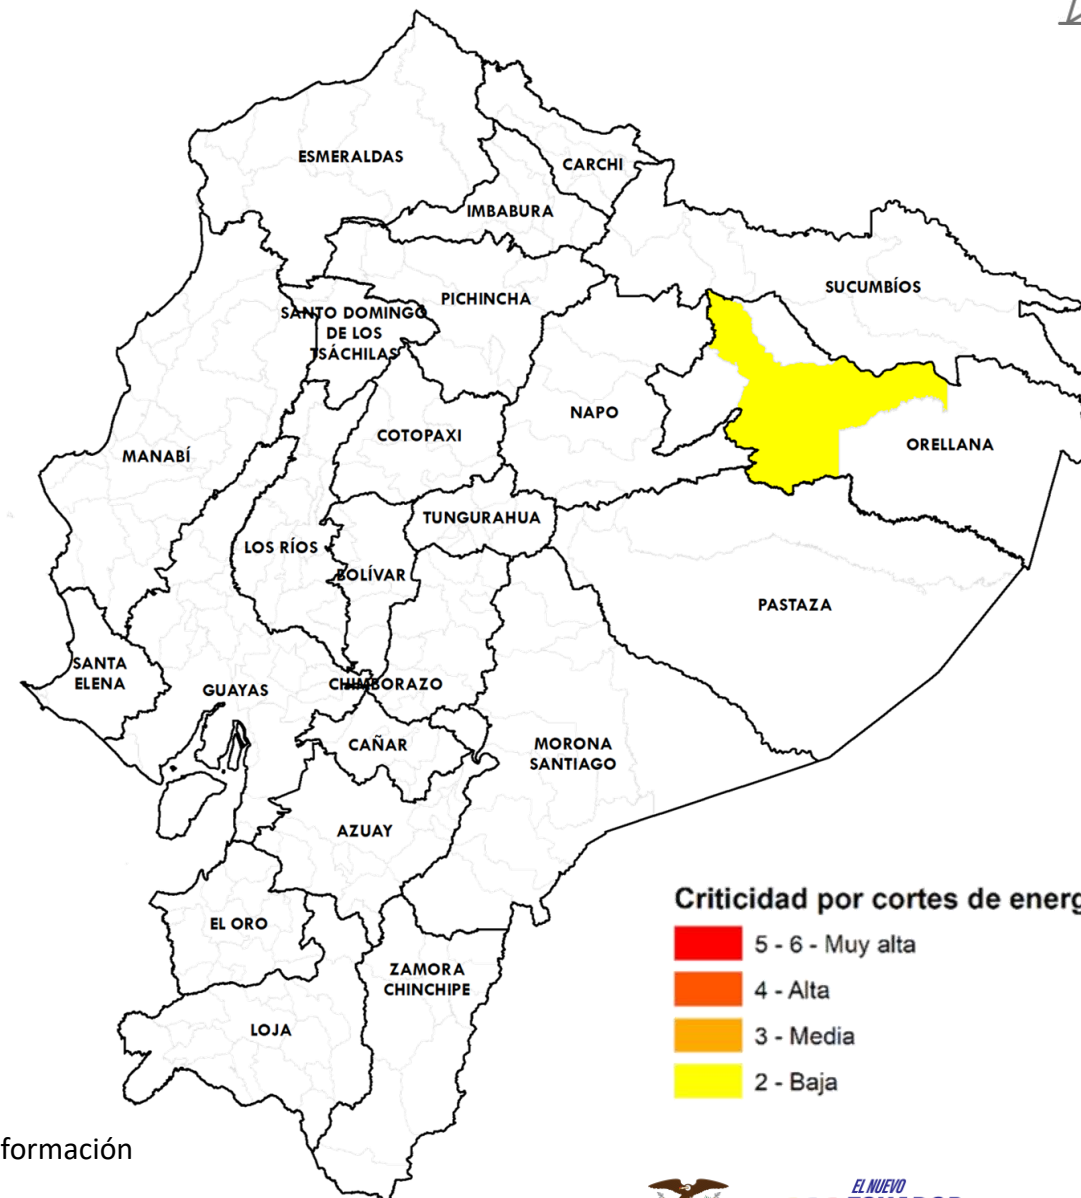 ESMERALDAS
CARCHI
IMBABURA
SUCUMBÍOS
PICHINCHA
SANTO DOMINGO
DE LOS
TSÁCHILAS
NAPO
COTOPAXI
ORELLANA
MANABÍ
TUNGURAHUA
LOS RÍOS
BOLÍVAR
PASTAZA
SANTA
ELENA
GUAYAS
CHIMBORAZO
CAÑAR
MORONA
SANTIAGO
AZUAY
EL ORO
ZAMORA
CHINCHIPE
LOJA
Criticidad por cortes de energ
5 - 6 - Muy alta
4 - Alta
3 - Media
2 - Baja
formación
EL NUEVO